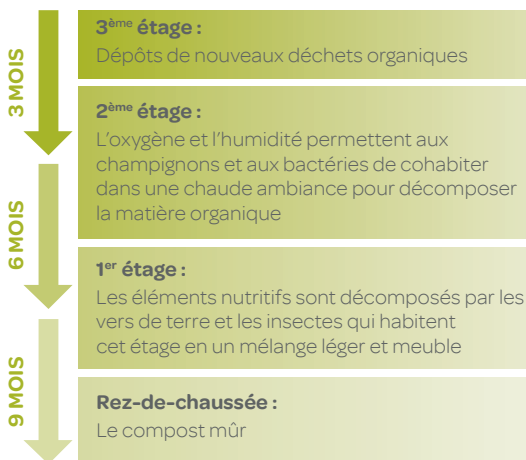 3 MOIS
6 MOIS
9 MOIS
3ème étage :
Dépôts de nouveaux déchets organiques
2ème étage :
L'oxygène et l'humidité permettent aux
champignons et aux bactéries de cohabiter
dans une chaude ambiance pour décomposer
la matière organique
1er étage :
Les éléments nutritifs sont décomposés par les
vers de terre et les insectes qui habitent
cet étage en un mélange léger et meuble
Rez-de-chaussée :
Le compost mûr